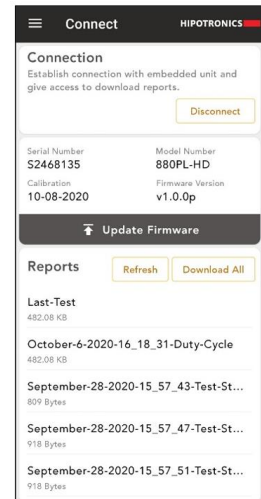 Connect
HIPOTRONICS
Connection
Establish connection with embedded unit and
give access to download reports.
Disconnect
Serial Number
Model Number
S2468135
880PL-HD
Calibration
Firmware Version
10-08-2020
v1.0.0p
Update Firmware
Reports
Refresh
Download All
Last-Test
482.08 KB
October-6-2020-16_18_31-Duty-Cycle
482.08 KB
September-28-2020-15_57_43-Test-St...
809 Bytes
September-28-2020-15_57_47-Test-St...
918 Bytes
September-28-2020-15_57_51-Test-St...
918 Bytes